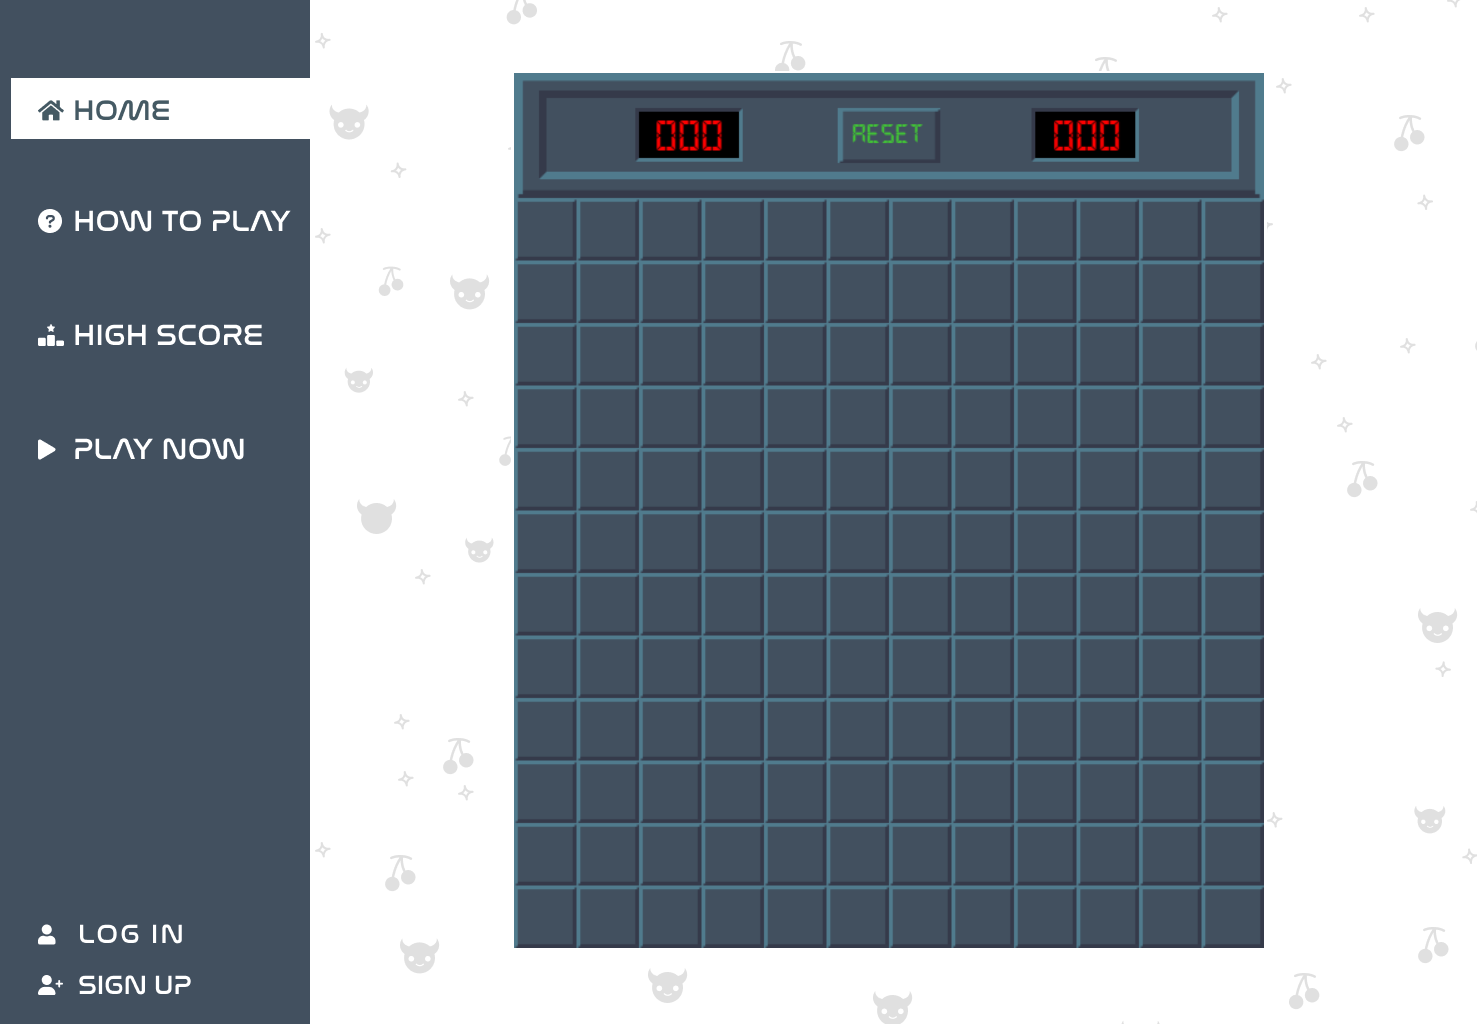 HOME
HOW TO PLAY
HIGH SCORE
PLAY NOW
LOG IN
SIGN UP
000
RESET
000